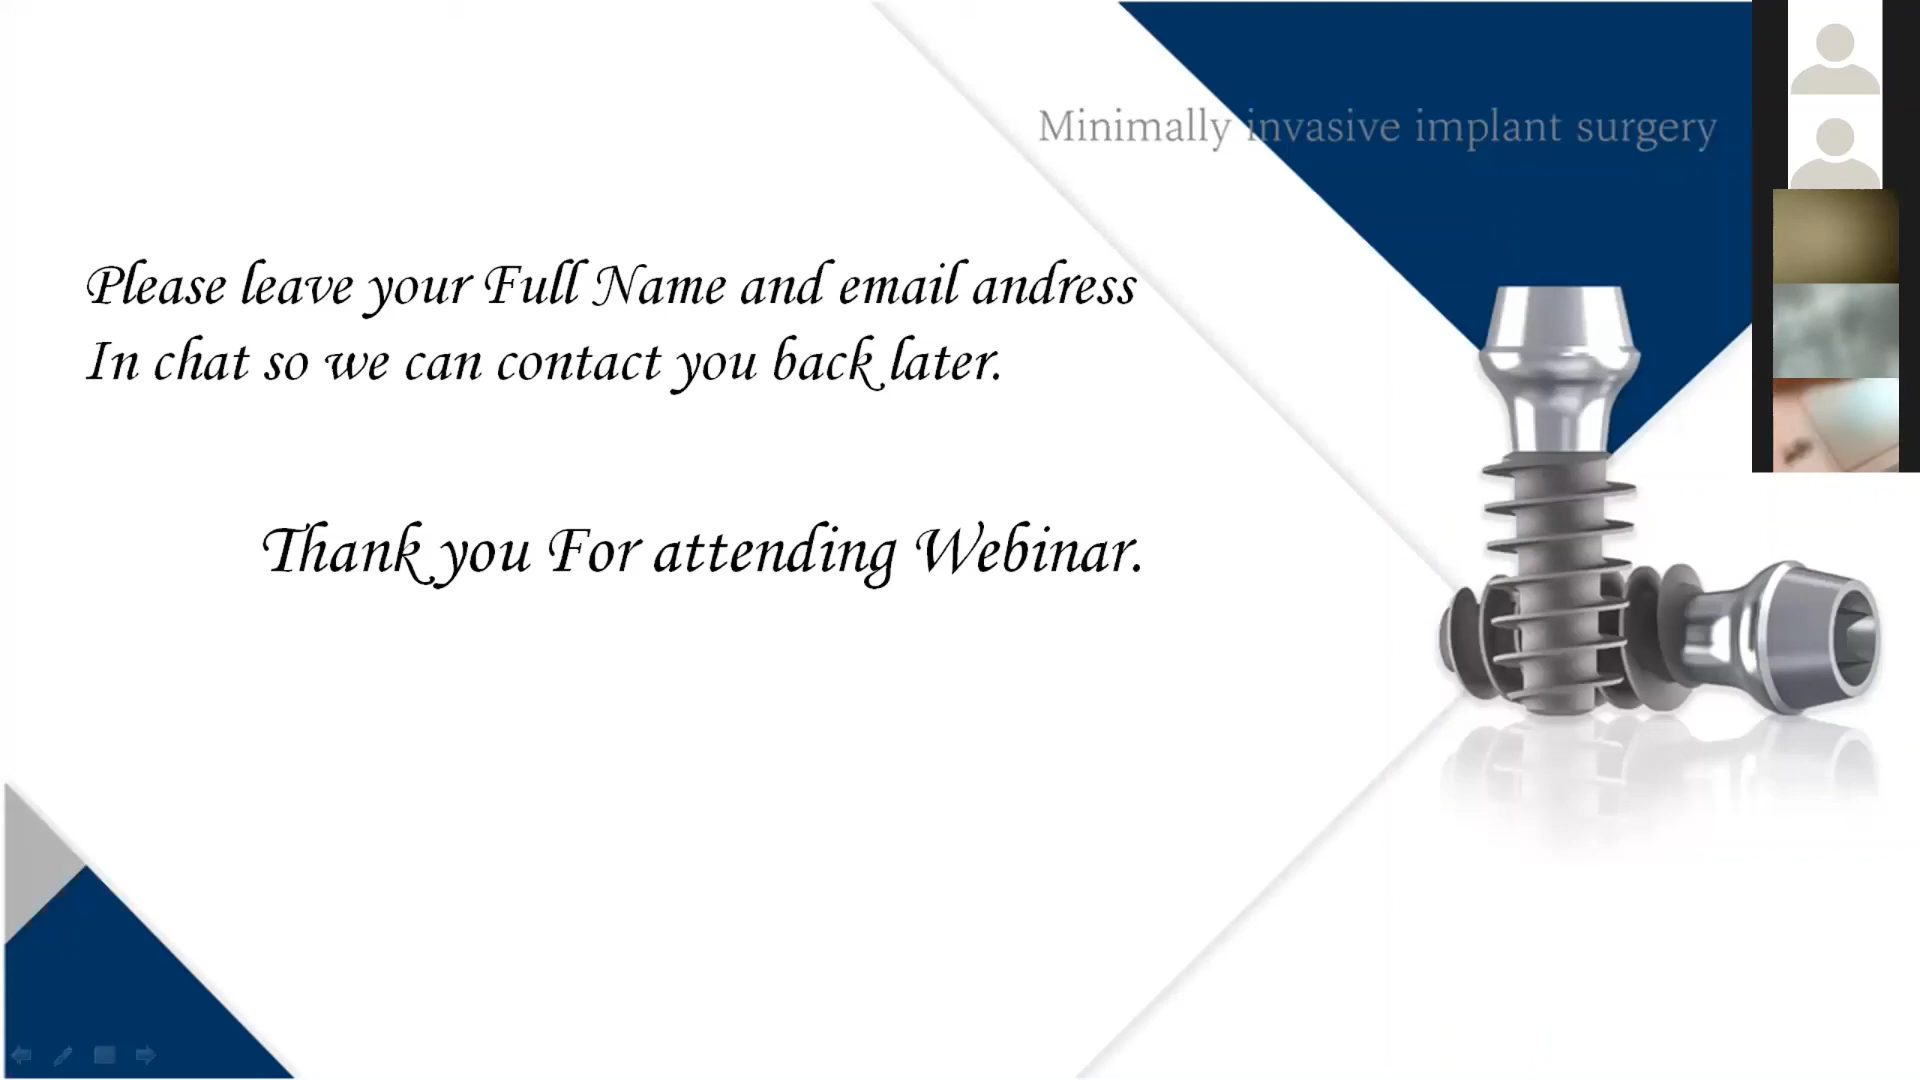 Minimally invasive implant surgery
Please leave your Full Name and email andress
In chat so we can contact you back later.
Thank you For attending Webinar.